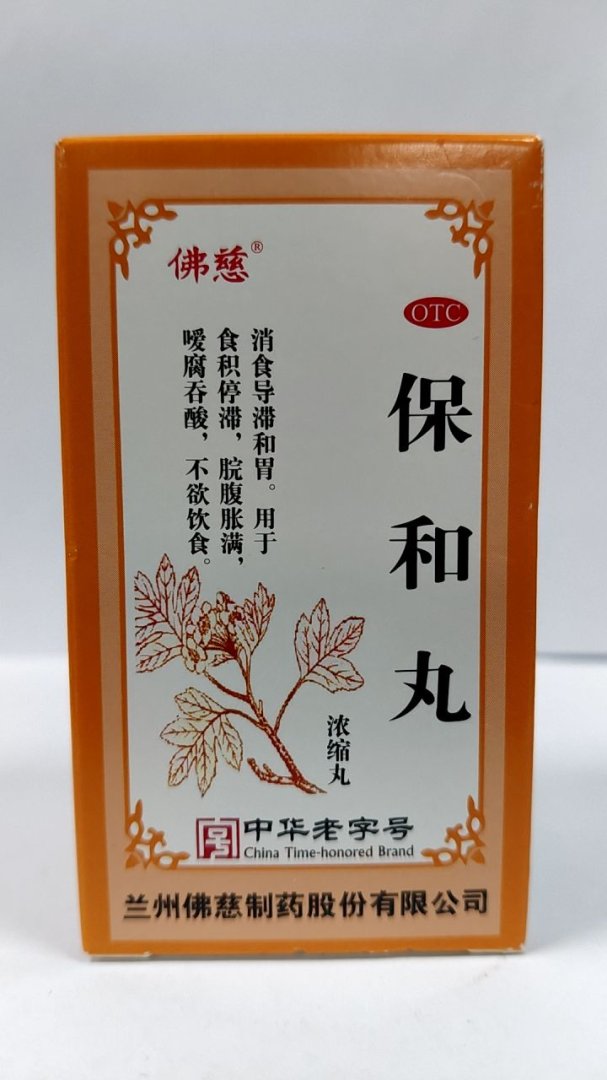 佛慈®
OTC
保和丸
消食导滞和胃。用于
食积停滞，脘腹胀满，
嗳腐吞酸，不欲饮食。
浓缩丸
中华老字号
China Time-honored Brand
兰州佛慈制药股份有限公司